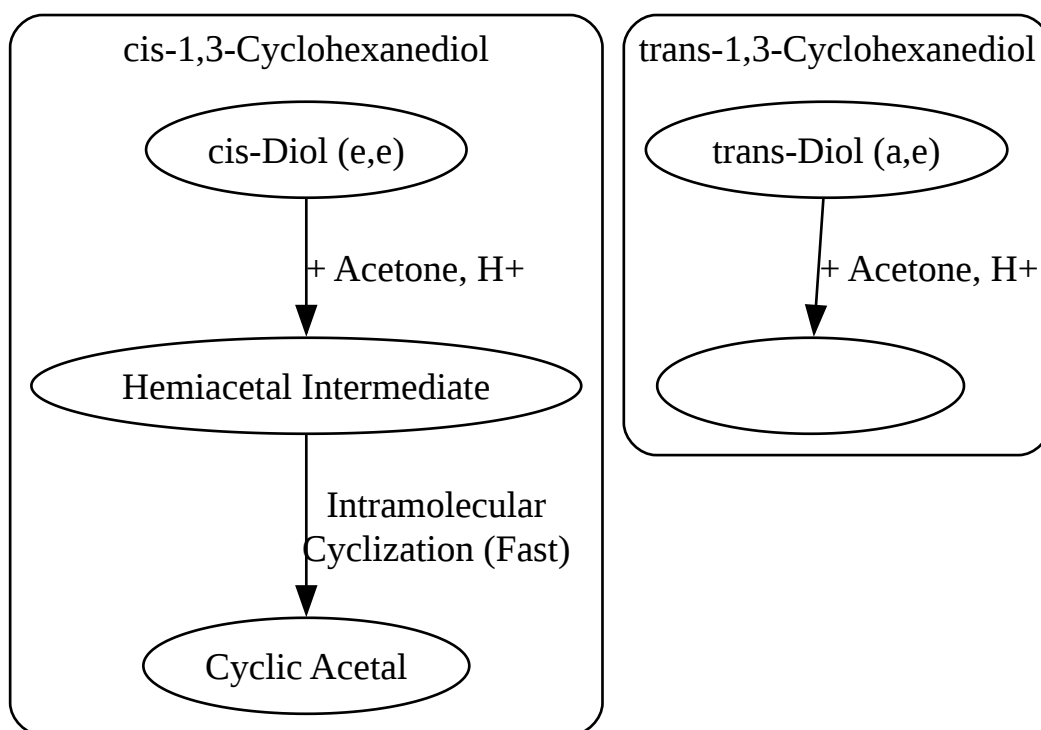 cis-1,3-Cyclohexanediol
cis-Diol (e,e)
+ Acetone, H+
Hemiacetal Intermediate
Intramolecular
Cyclization (Fast)
Cyclic Acetal
trans-1,3-Cyclohexanediol
trans-Diol (a,e)
+ Acetone, H+